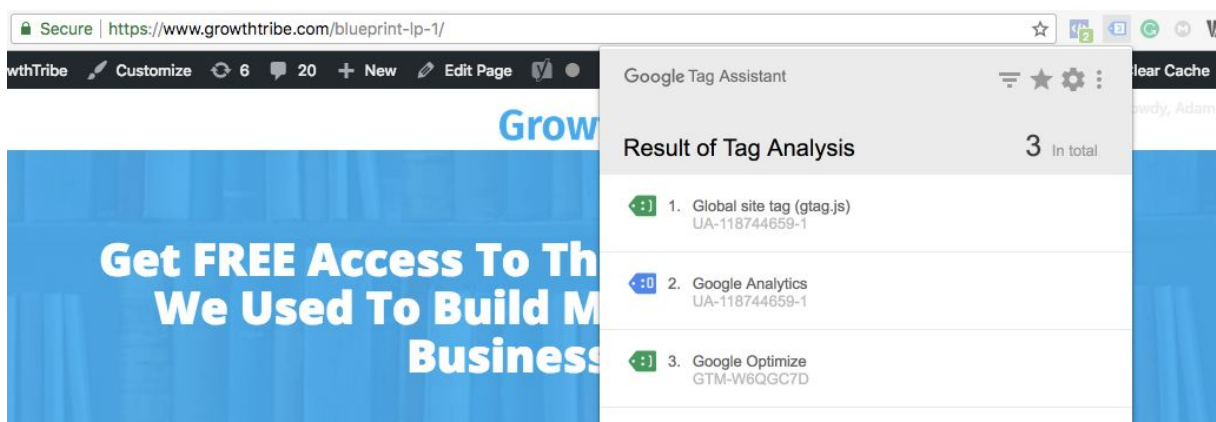 Secure | https://www.growthtribe.com/blueprint-lp-1/
2
wthTribe Customize 6 20 + New Edit Page
Google Tag Assistant
lear Cache
owdy, Adam
Grow
Result of Tag Analysis 3 In total
1. Global site tag (gtag.js)
UA-118744659-1
Get FREE Access To Th
2. Google Analytics
UA-118744659-1
We Used To Build M
Business
3. Google Optimize
GTM-W6QGC7D